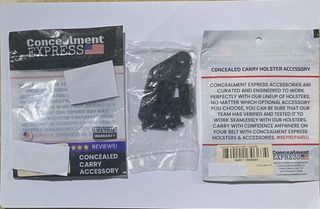 Concealment
EXPRESS
WARRANTY
REVIEWS!
CONCEALED
CARRY
ACCESSORY
CONCEALED CARRY HOLSTER ACCESSORY
CONCEALMENT EXPRESS ACCESSORIES
ARE CURATED AND ENGINEERED TO WORK
PERFECTLY WITH OUR LINEUP OF HOLSTERS.
NO MATTER WHICH OPTIONAL ACCESSORY
YOU CHOOSE, YOU CAN BE SURE THAT OUR
TEAM HAS VERIFIED AND TESTED IT TO
WORK SEAMLESSLY WITH OUR HOLSTERS.
CARRY WITH CONFIDENCE ANYWHERE ON
YOUR BELT WITH CONCEALMENT EXPRESS
HOLSTERS & ACCESSORIES. #BEPREPARED.
Concealment
EXPRESS